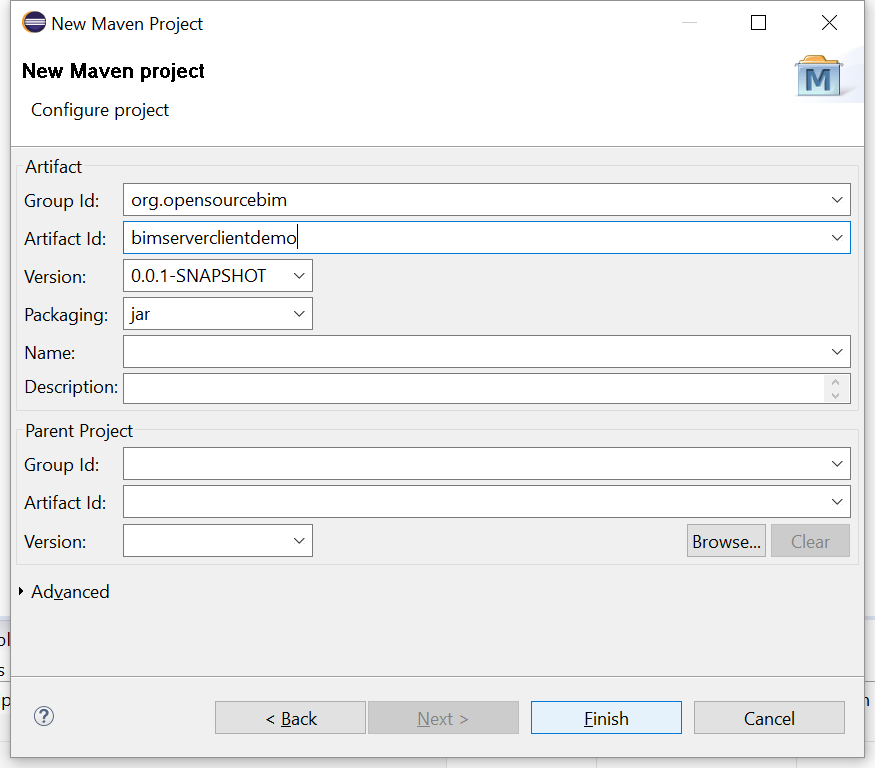 New Maven Project
New Maven project
Configure project
Artifact
Group Id: org.opensourcebim
Artifact Id: bimserverclientdemo
Version: 0.0.1-SNAPSHOT
Packaging: jar
Name:
Description:
Parent Project
Group Id:
Artifact Id:
Version: Browse... Clear
Advanced
< Back Next > Finish Cancel